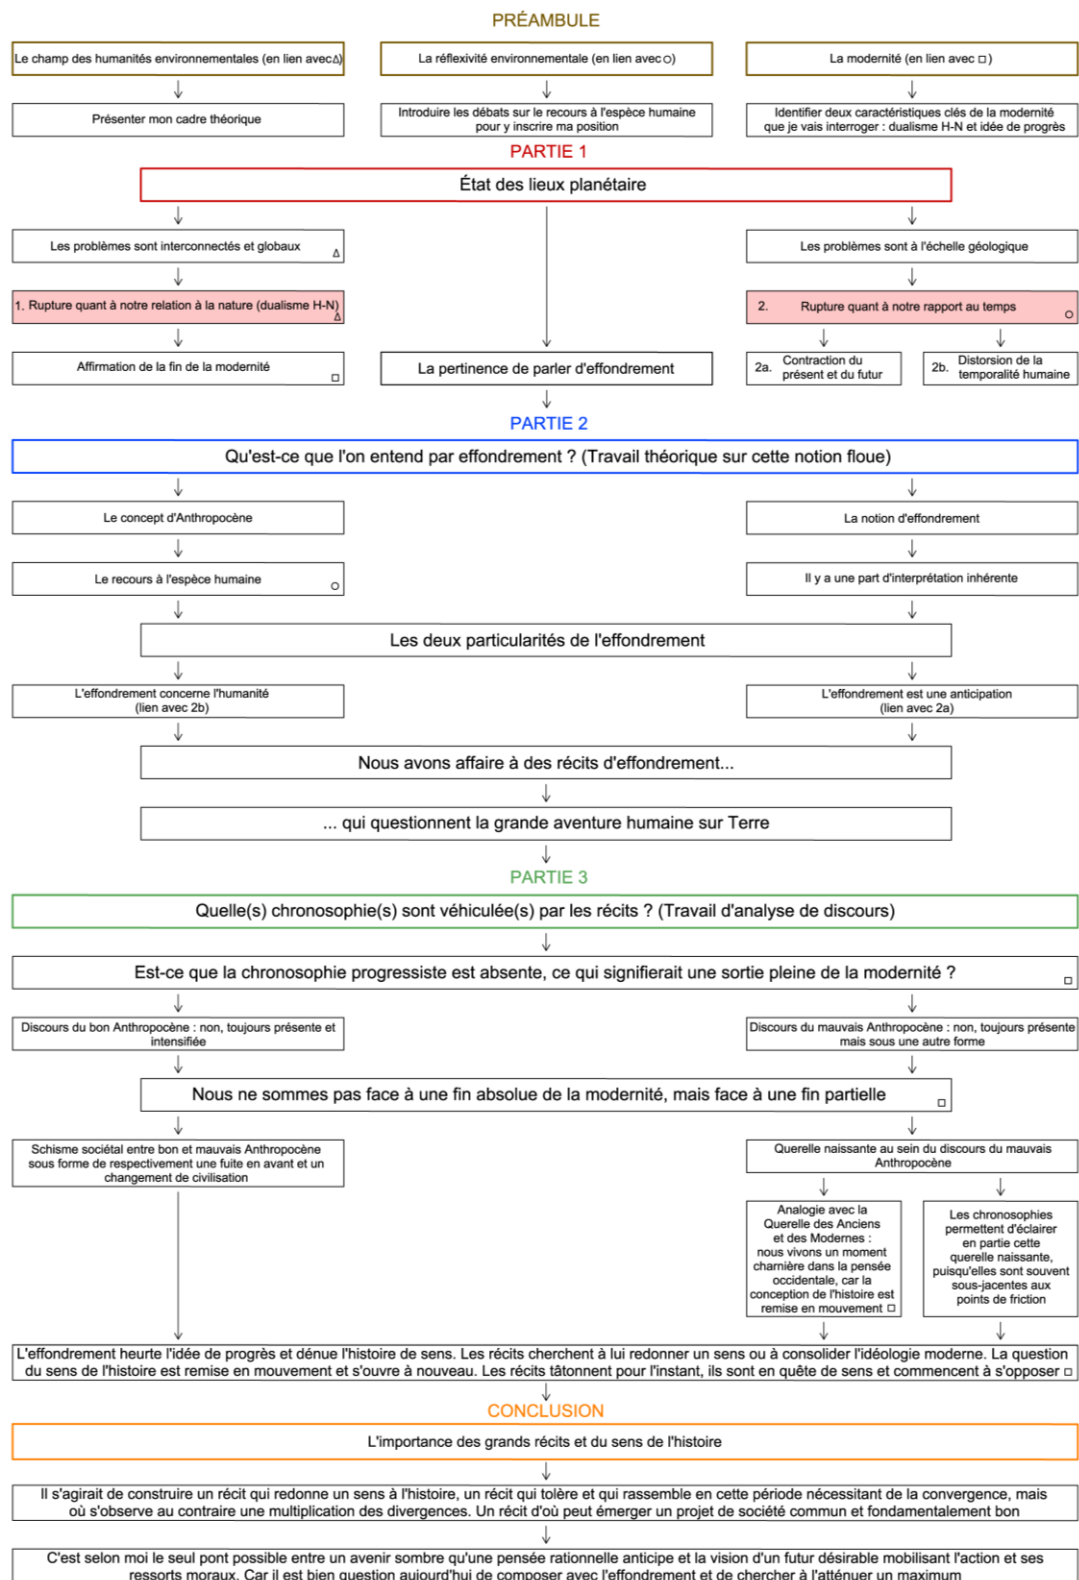 PRÉAMBULE
Le champ des humanités environnementales (en lien avec △)
La réflexivité environnementale (en lien avec ○)
La modernité (en lien avec □ )
Présenter mon cadre théorique
Introduire les débats sur le recours à l'espèce humaine
pour y inscrire ma position
Identifier deux caractéristiques clés de la modernité
que je vais interroger : dualisme H-N et idée de progrès
PARTIE 1
État des lieux planétaire
Les problèmes sont interconnectés et globaux
△
Les problèmes sont à l'échelle géologique
1. Rupture quant à notre relation à la nature (dualisme H-N)
△
2. Rupture quant à notre rapport au temps
○
Affirmation de la fin de la modernité
□
La pertinence de parler d'effondrement
2a. Contraction du
présent et du futur
2b. Distorsion de la
temporalité humaine
PARTIE 2
Qu'est-ce que l'on entend par effondrement ? (Travail théorique sur cette notion floue)
Le concept d'Anthropocène
La notion d'effondrement
Le recours à l'espèce humaine
○
Il y a une part d'interprétation inhérente
Les deux particularités de l'effondrement
L'effondrement concerne l'humanité
(lien avec 2b)
L'effondrement est une anticipation
(lien avec 2a)
Nous avons affaire à des récits d'effondrement...
... qui questionnent la grande aventure humaine sur Terre
PARTIE 3
Quelle(s) chronosophie(s) sont véhiculée(s) par les récits ? (Travail d'analyse de discours)
Est-ce que la chronosophie progressiste est absente, ce qui signifierait une sortie pleine de la modernité ?
□
Discours du bon Anthropocène : non, toujours présente et
intensifiée
Discours du mauvais Anthropocène : non, toujours présente
mais sous une autre forme
Nous ne sommes pas face à une fin absolue de la modernité, mais face à une fin partielle
□
Schisme sociétal entre bon et mauvais Anthropocène
sous forme de respectivement une fuite en avant et un
changement de civilisation
Querelle naissante au sein du discours du mauvais
Anthropocène
Analogie avec la
Querelle des Anciens
et des Modernes :
nous vivons un moment
charnière dans la pensée
occidentale, car la
conception de l'histoire est
remise en mouvement □
Les chronosophies
permettent d'éclairer
en partie cette
querelle naissante,
puisqu'elles sont souvent
sous-jacentes aux
points de friction
L'effondrement heurte l'idée de progrès et dénue l'histoire de sens. Les récits cherchent à lui redonner un sens ou à consolider l'idéologie moderne. La question
du sens de l'histoire est remise en mouvement et s'ouvre à nouveau. Les récits tâtonnent pour l'instant, ils sont en quête de sens et commencent à s'opposer □
CONCLUSION
L'importance des grands récits et du sens de l'histoire
Il s'agirait de construire un récit qui redonne un sens à l'histoire, un récit qui tolère et qui rassemble en cette période nécessitant de la convergence, mais
où s'observe au contraire une multiplication des divergences. Un récit d'où peut émerger un projet de société commun et fondamentalement bon
C'est selon moi le seul pont possible entre un avenir sombre qu'une pensée rationnelle anticipe et la vision d'un futur désirable mobilisant l'action et ses
ressorts moraux. Car il est bien question aujourd'hui de composer avec l'effondrement et de chercher à l'atténuer un maximum